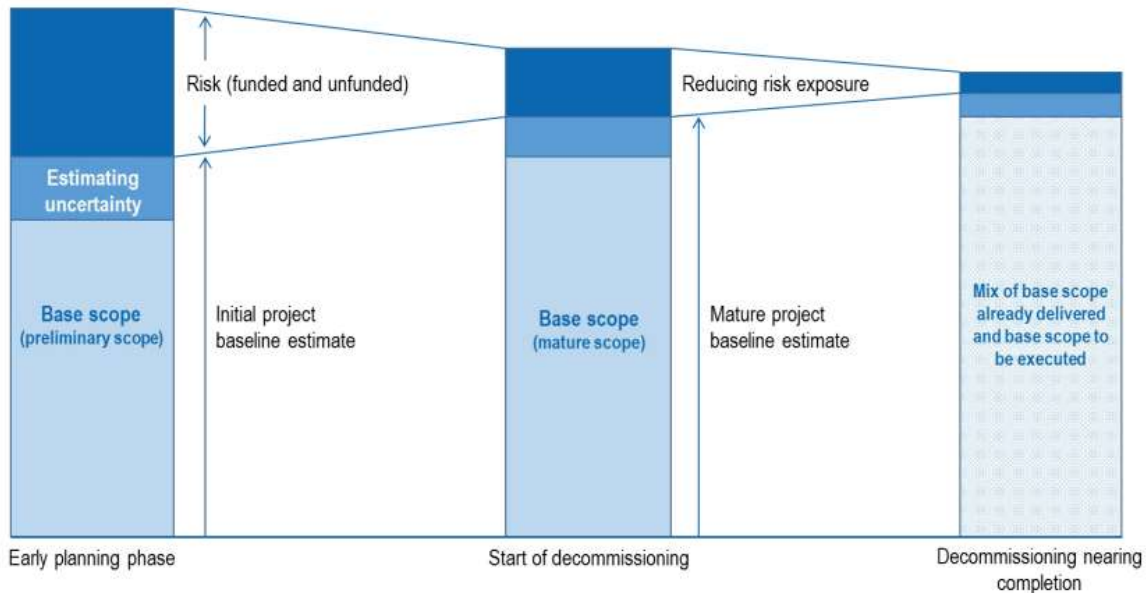 Risk (funded and unfunded)
Reducing risk exposure
Estimating
uncertainty
Base scope
(preliminary scope)
Initial project
baseline estimate
Base scope
(mature scope)
Mature project
baseline estimate
Mix of base scope
already delivered
and base scope to
be executed
Early planning phase
Start of decommissioning
Decommissioning nearing
completion